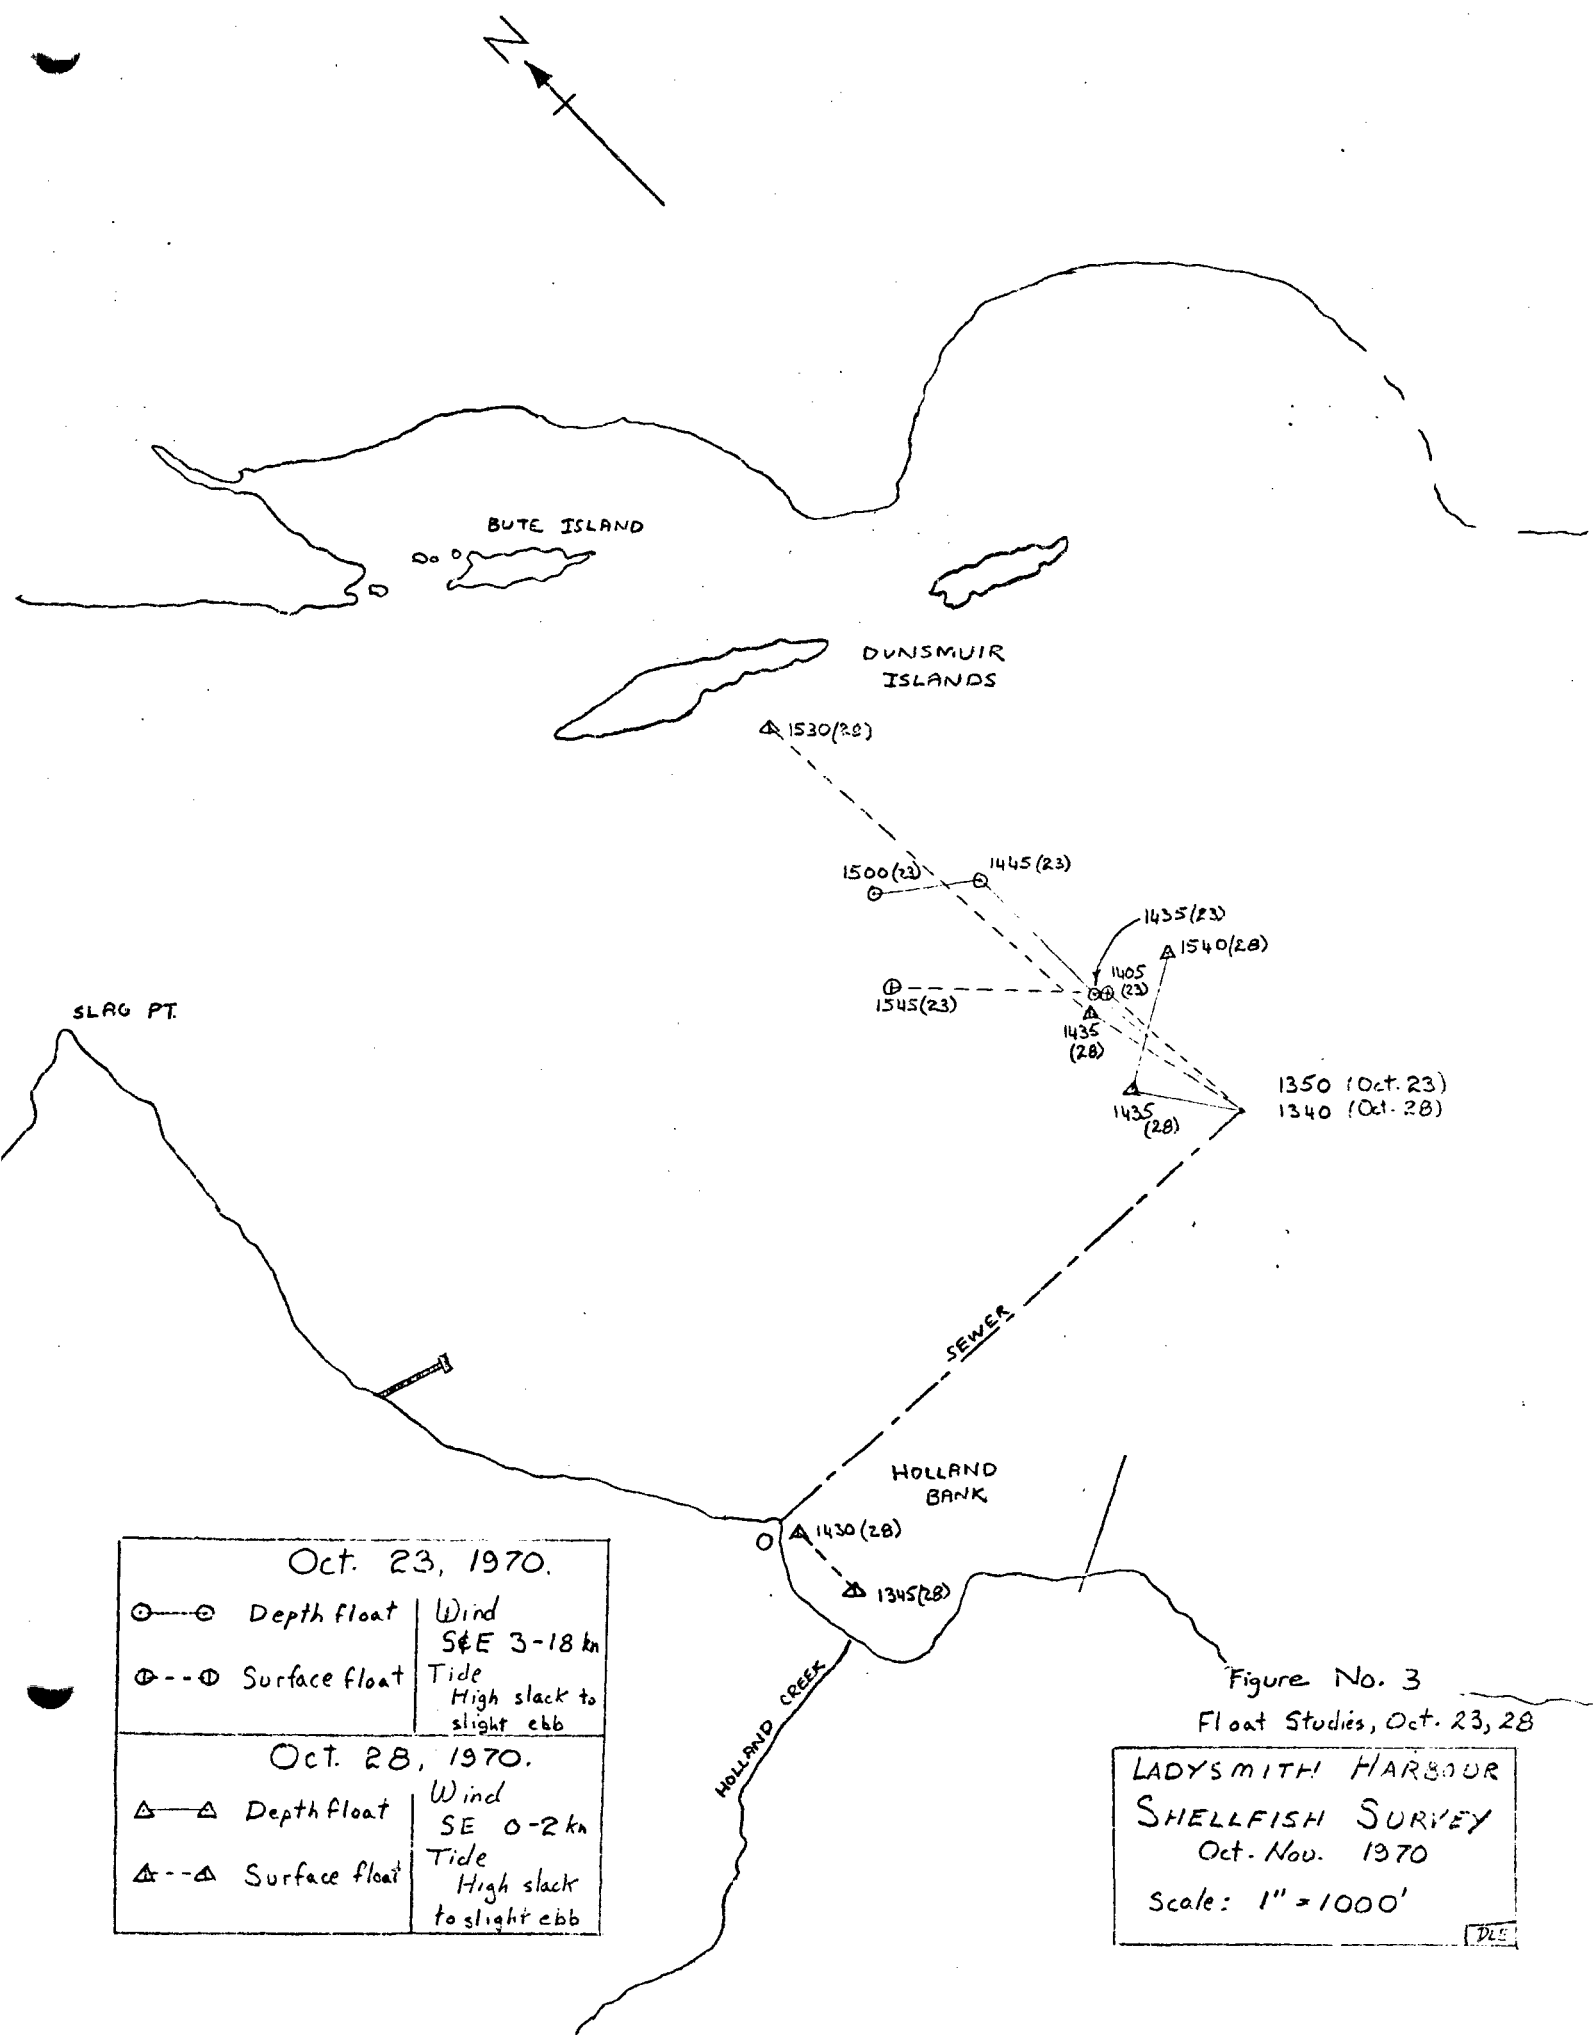 N
BUTE ISLAND
DUNSMUIR
ISLANDS
1530(28)
1500(23)
1445(23)
1435(23)
1540(28)
1405
(23)
1545(23)
1435
(28)
SLAG PT.
1350 (Oct. 23)
1340 (Oct. 28)
1435
(28)
SEWER
HOLLAND
BANK
1430(28)
1345(28)
HOLLAND CREEK
Oct. 23, 1970.
Depth float
Wind
S&E 3-18 kn
Surface float
Tide
High slack to
slight ebb
Oct. 28, 1970.
Depth float
Wind
SE 0-2 kn
Surface float
Tide
High slack
to slight ebb
Figure No. 3
Float Studies, Oct. 23, 28
LADYSMITH HARBOUR
SHELLFISH SURVEY
Oct.-Nov. 1970
Scale: 1" = 1000'